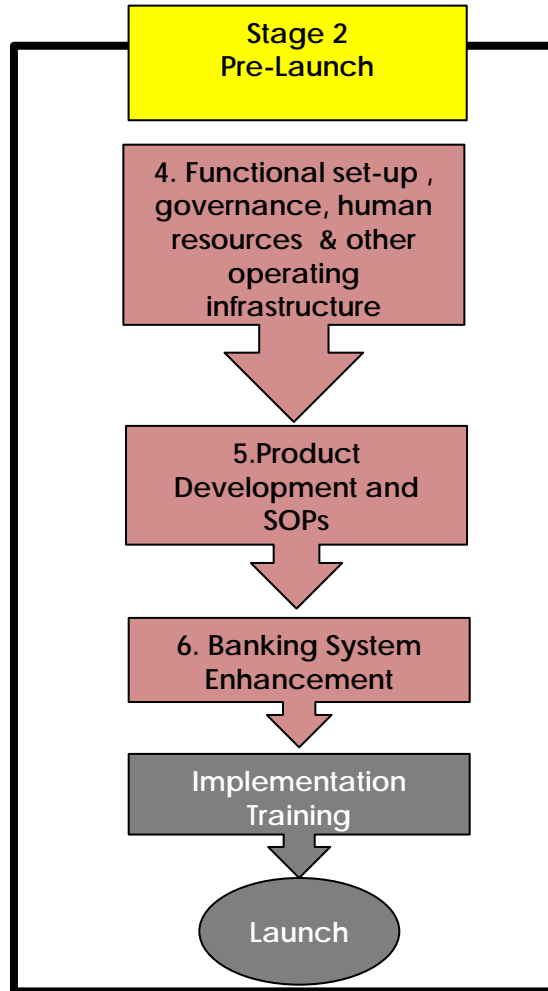 Stage 2
Pre-Launch
4. Functional set-up ,
governance, human
resources & other
operating
infrastructure
5.Product
Development and
SOPs
6. Banking System
Enhancement
Implementation
Training
Launch